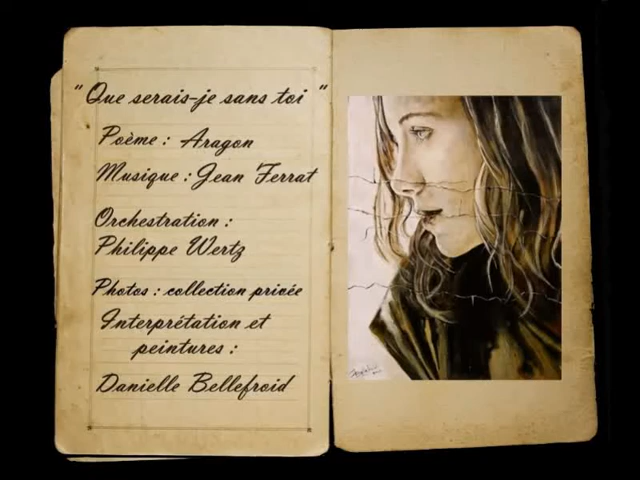 " Que serais-je sans toi "
Poème : Aragon
Musique : Jean Ferrat
Orchestration :
Philippe Wertz
Photos : collection privée
Interprétation et
peintures :
Danielle Bellefroid